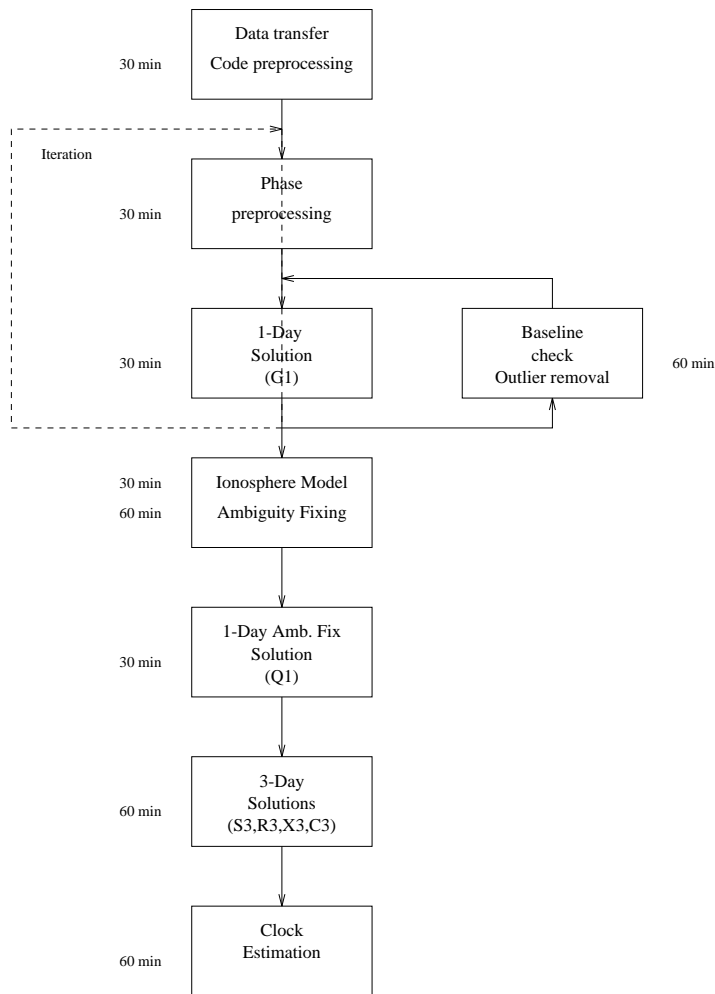 Data transfer
30 min
Code preprocessing
Iteration
Phase
30 min
preprocessing
1-Day
Solution
30 min
(G1)
Baseline
check
Outlier removal
60 min
30 min
Ionosphere Model
60 min
Ambiguity Fixing
1-Day Amb. Fix
Solution
30 min
(Q1)
3-Day
Solutions
60 min
(S3,R3,X3,C3)
Clock
Estimation
60 min